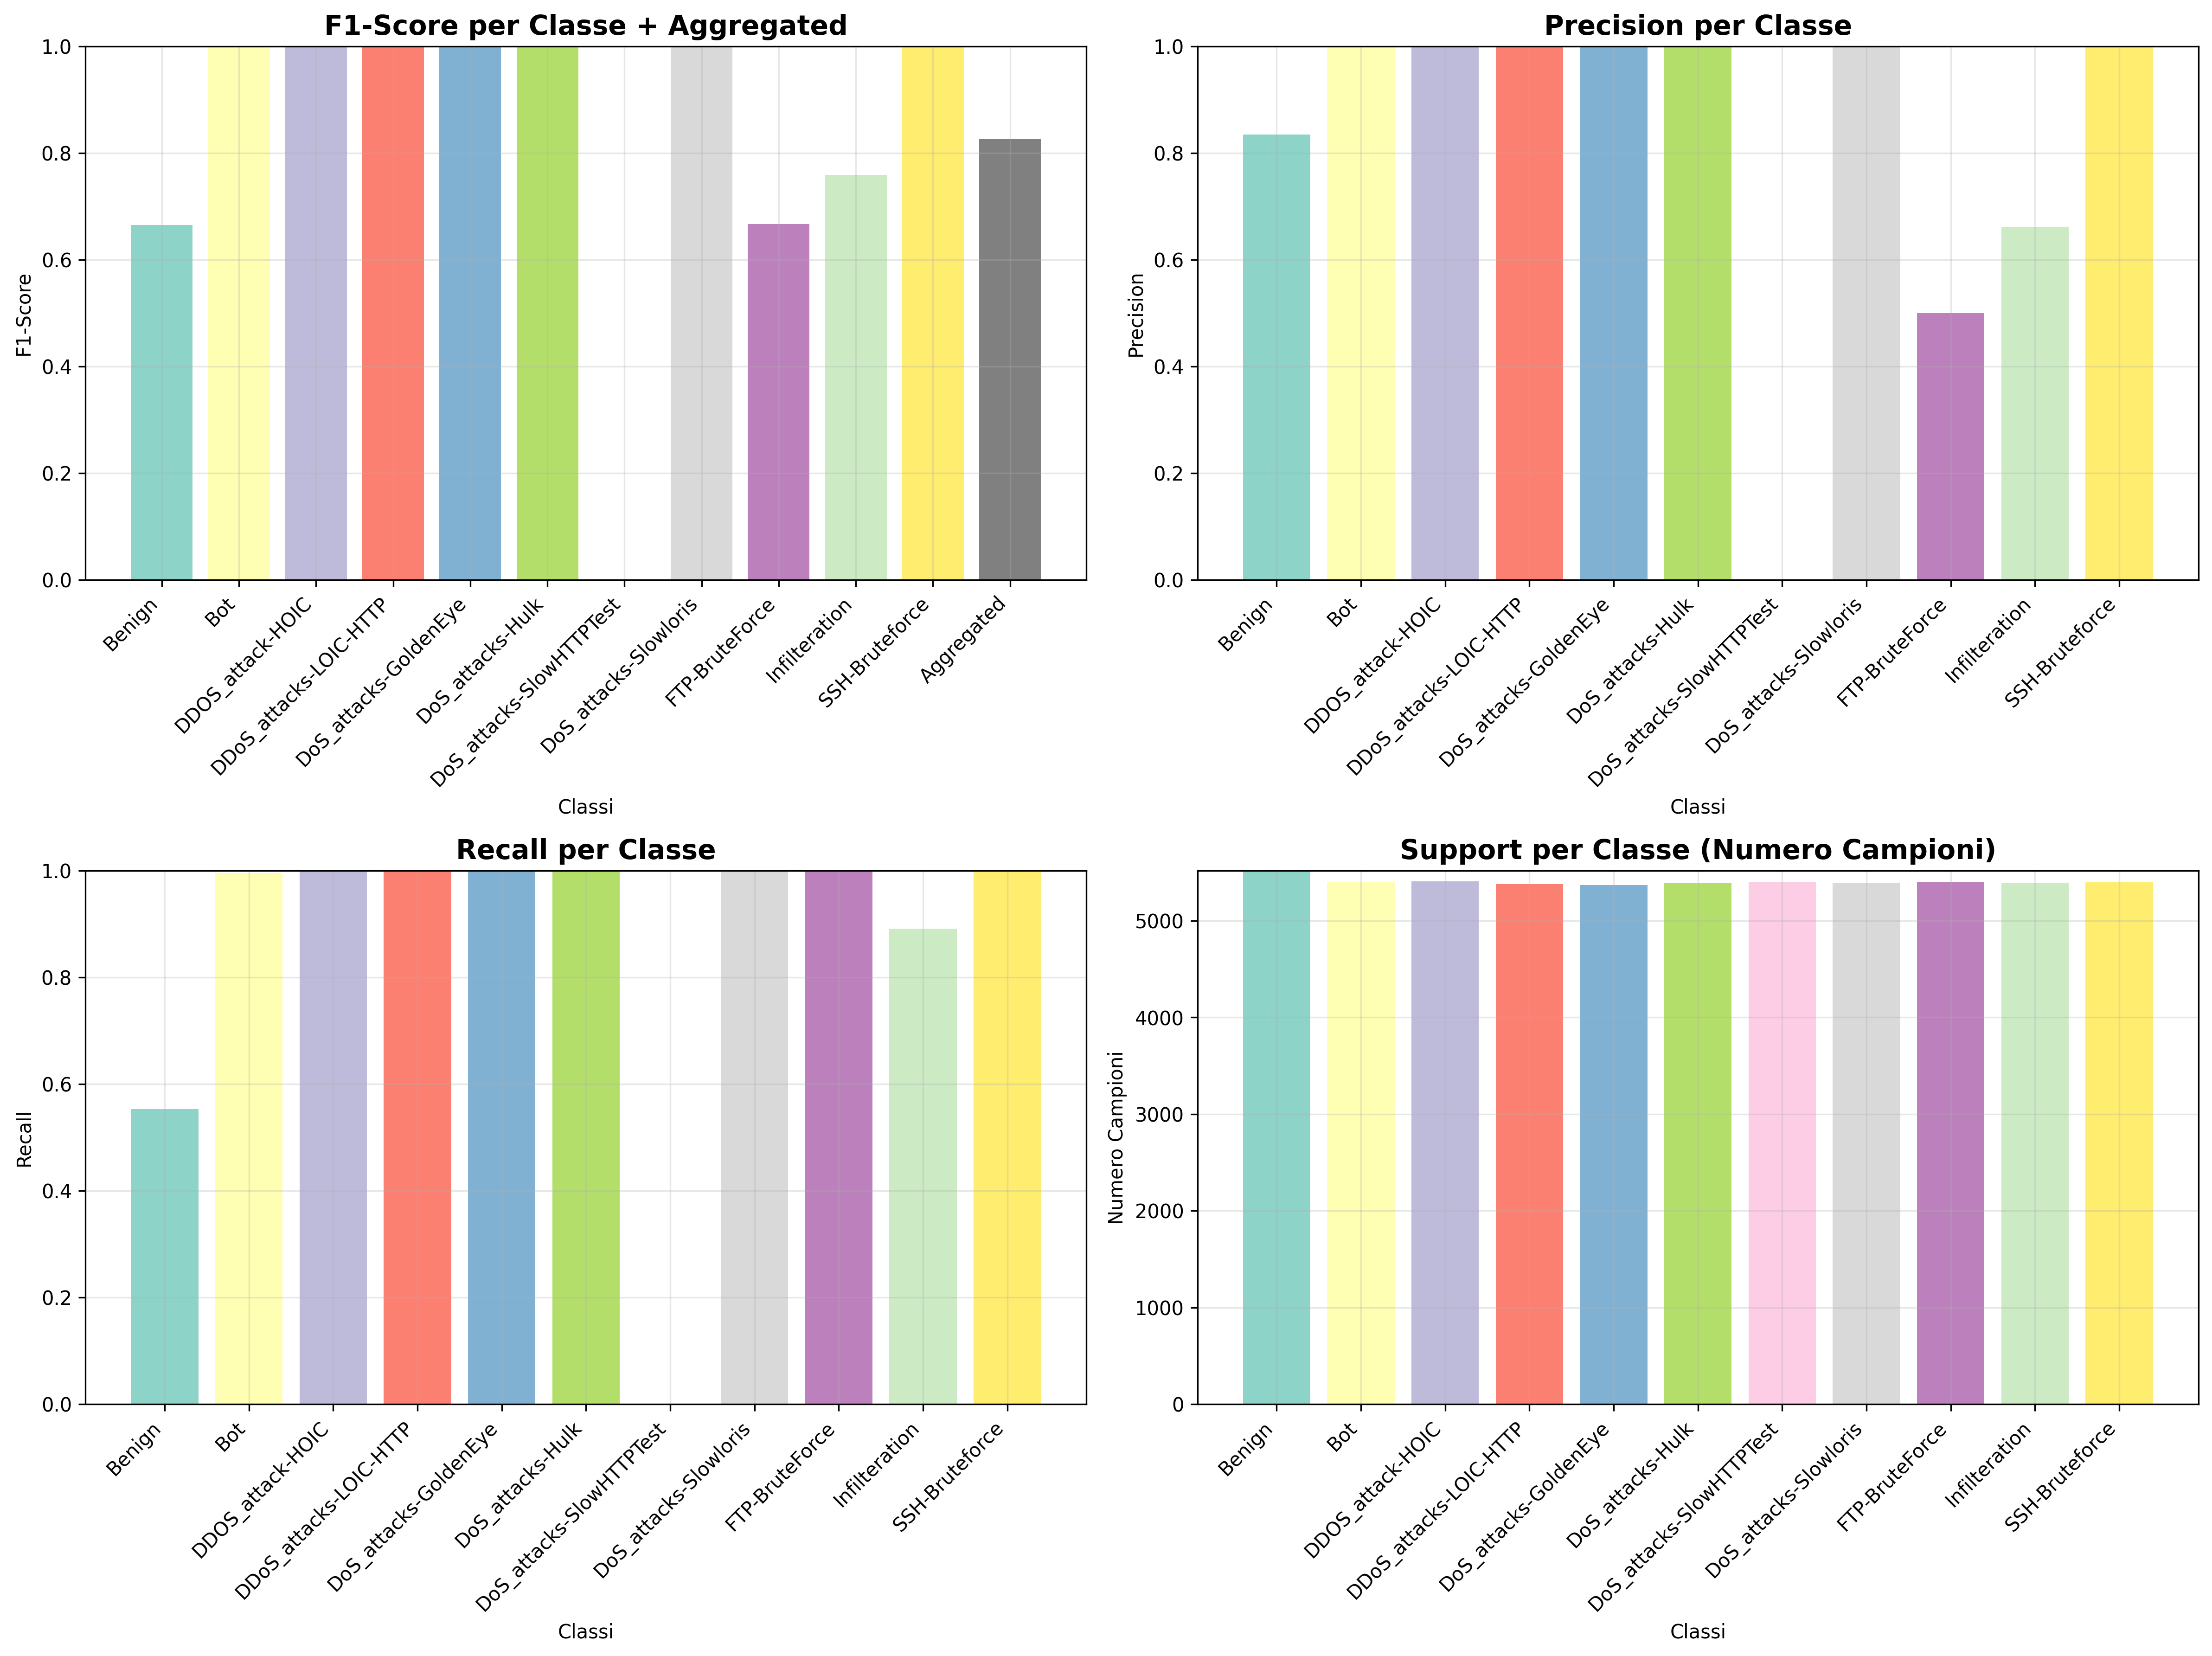 F1-Score per Classe + Aggregated
F1-Score
1.0
0.8
0.6
0.4
0.2
0.0
Benign
Bot
DDOS_attack-HOIC
DDoS_attacks-LOIC-HTTP
DoS_attacks-GoldenEye
DoS_attacks-Hulk
DoS_attacks-SlowHTTPTest
DoS_attacks-Slowloris
FTP-BruteForce
Infilteration
SSH-Bruteforce
Aggregated
Classi
Precision per Classe
Precision
1.0
0.8
0.6
0.4
0.2
0.0
Benign
Bot
DDOS_attack-HOIC
DDoS_attacks-LOIC-HTTP
DoS_attacks-GoldenEye
DoS_attacks-Hulk
DoS_attacks-SlowHTTPTest
DoS_attacks-Slowloris
FTP-BruteForce
Infilteration
SSH-Bruteforce
Classi
Recall per Classe
Recall
1.0
0.8
0.6
0.4
0.2
0.0
Benign
Bot
DDOS_attack-HOIC
DDoS_attacks-LOIC-HTTP
DoS_attacks-GoldenEye
DoS_attacks-Hulk
DoS_attacks-SlowHTTPTest
DoS_attacks-Slowloris
FTP-BruteForce
Infilteration
SSH-Bruteforce
Classi
Support per Classe (Numero Campioni)
Numero Campioni
5000
4000
3000
2000
1000
0
Benign
Bot
DDOS_attack-HOIC
DDoS_attacks-LOIC-HTTP
DoS_attacks-GoldenEye
DoS_attacks-Hulk
DoS_attacks-SlowHTTPTest
DoS_attacks-Slowloris
FTP-BruteForce
Infilteration
SSH-Bruteforce
Classi